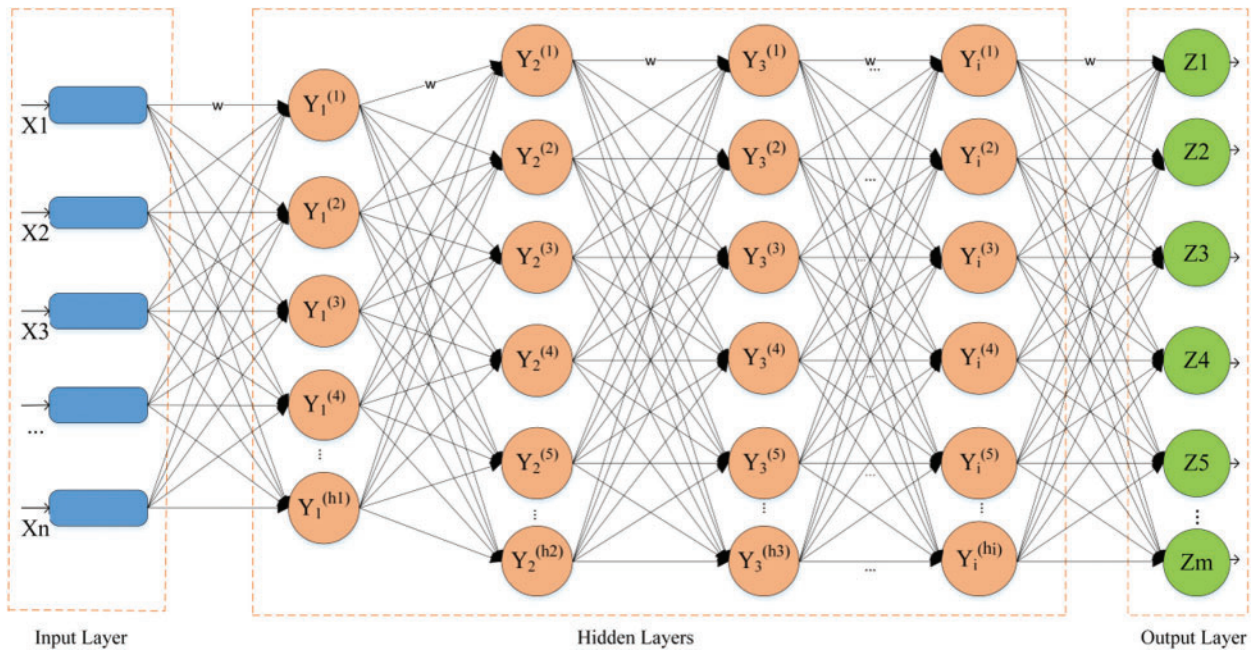 X1
X2
X3
...
Xn
w
Y₁⁽¹⁾
Y₁⁽²⁾
Y₁⁽³⁾
Y₁⁽⁴⁾
...
Y₁⁽ʰ¹⁾
w
Y₂⁽¹⁾
Y₂⁽²⁾
Y₂⁽³⁾
Y₂⁽⁴⁾
Y₂⁽⁵⁾
...
Y₂⁽ʰ²⁾
w
Y₃⁽¹⁾
Y₃⁽²⁾
Y₃⁽³⁾
Y₃⁽⁴⁾
Y₃⁽⁵⁾
...
Y₃⁽ʰ³⁾
w
...
...
...
...
...
...
Yᵢ⁽¹⁾
Yᵢ⁽²⁾
Yᵢ⁽³⁾
Yᵢ⁽⁴⁾
Yᵢ⁽⁵⁾
...
Yᵢ⁽ʰⁱ⁾
w
Z1
Z2
Z3
Z4
Z5
...
Zm
Input Layer
Hidden Layers
Output Layer